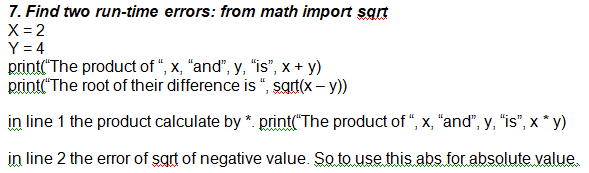 7. Find two run-time errors: from math import sqrt
X = 2
Y = 4
print(“The product of “, x, “and”, y, “is”, x + y)
print(“The root of their difference is “, sqrt(x – y))
in line 1 the product calculate by *. print(“The product of “, x, “and”, y, “is”, x * y)
in line 2 the error of sqrt of negative value. So to use this abs for absolute value.